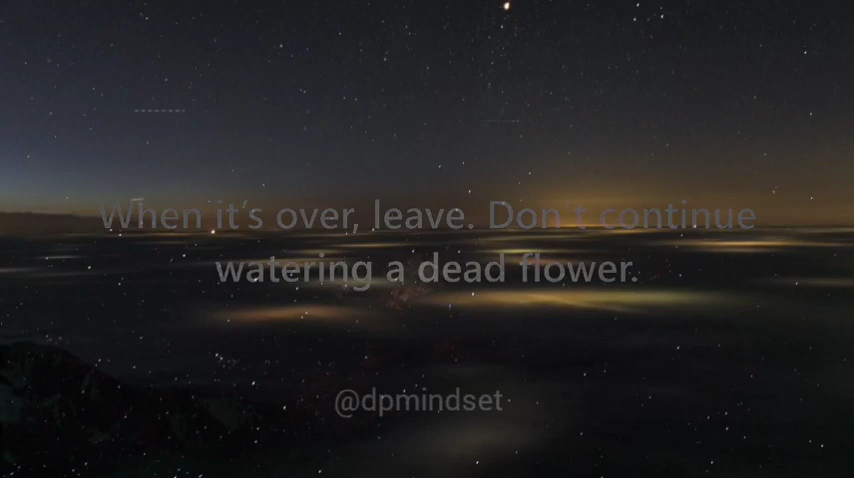 When it’s over, leave. Don’t continue
watering a dead flower.
@dpmindset